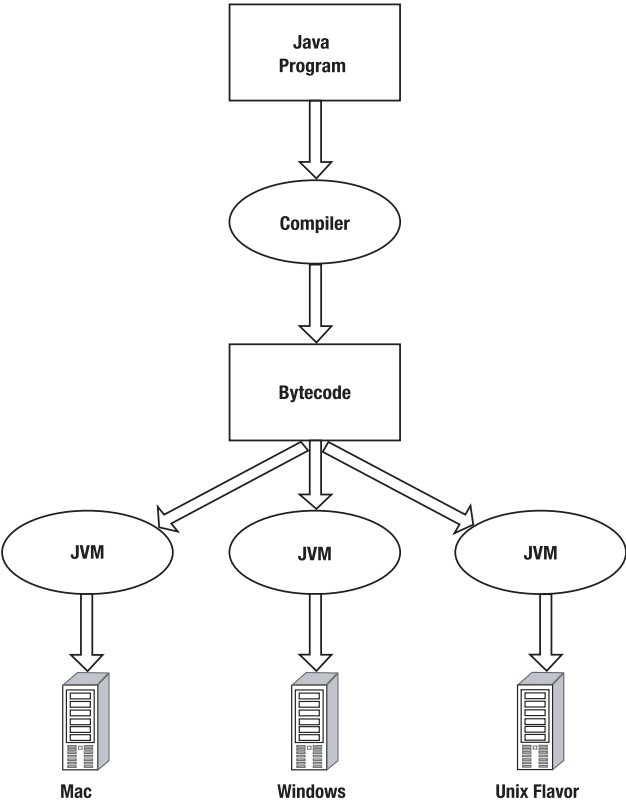 Java
Program
Compiler
Bytecode
JVM
JVM
JVM
Mac
Windows
Unix Flavor